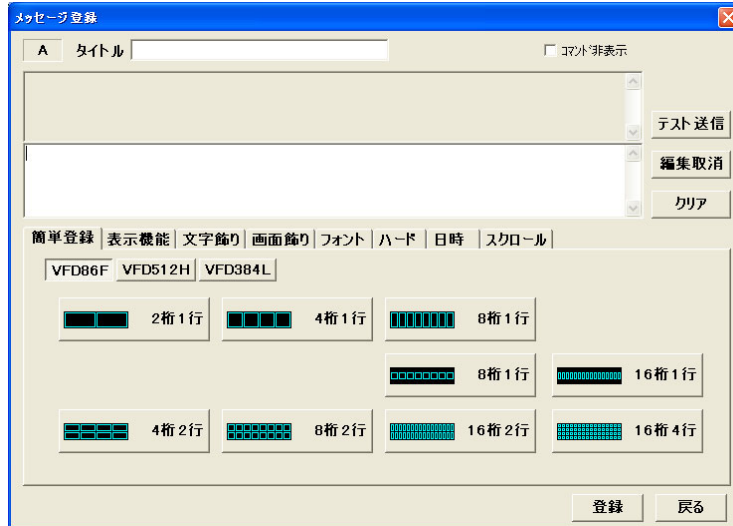 メッセージ登録
A タイトル コマンド非表示
テスト送信
編集取消
クリア
簡単登録 表示機能 文字飾り 画面飾り フォント ハード 日時 スクロール
VFD86F VFD512H VFD384L
2桁1行 4桁1行 8桁1行
8桁1行 16桁1行
4桁2行 8桁2行 16桁2行 16桁4行
登録 戻る